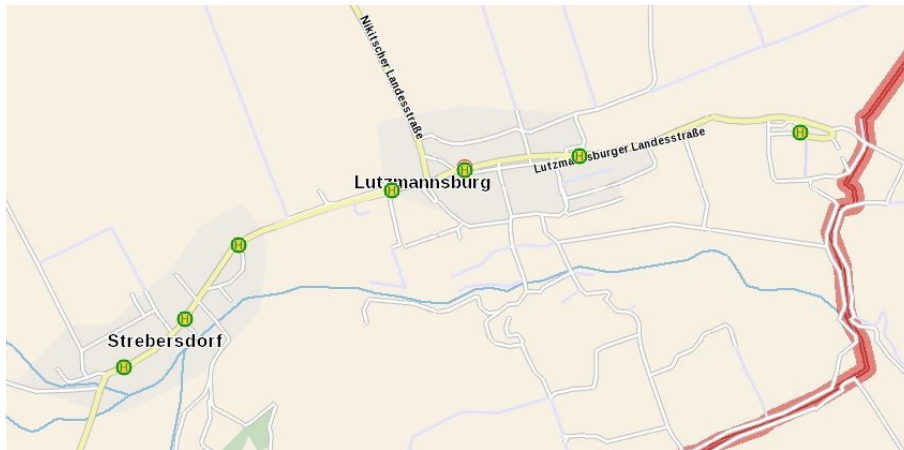 Nikitscher Landesstraße
Lutzmannsburger Landesstraße
Lutzmannsburg
H
H
H
H
H
H
H
Strebersdorf